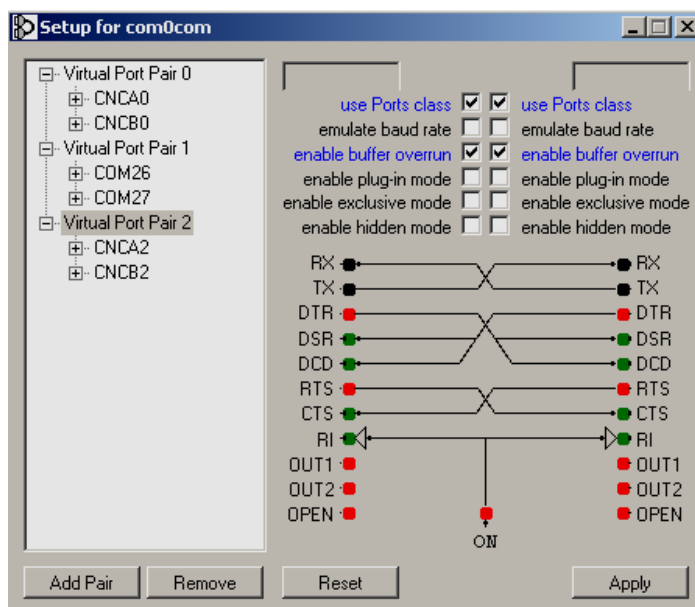 Setup for com0com
Virtual Port Pair 0
CNCA0
CNCB0
Virtual Port Pair 1
COM26
COM27
Virtual Port Pair 2
CNCA2
CNCB2
use Ports class use Ports class
emulate baud rate emulate baud rate
enable buffer overrun enable buffer overrun
enable plug-in mode enable plug-in mode
enable exclusive mode enable exclusive mode
enable hidden mode enable hidden mode
RX RX
TX TX
DTR DTR
DSR DSR
DCD DCD
RTS RTS
CTS CTS
RI RI
OUT1 OUT1
OUT2 OUT2
OPEN OPEN
ON
Add Pair Remove Reset Apply